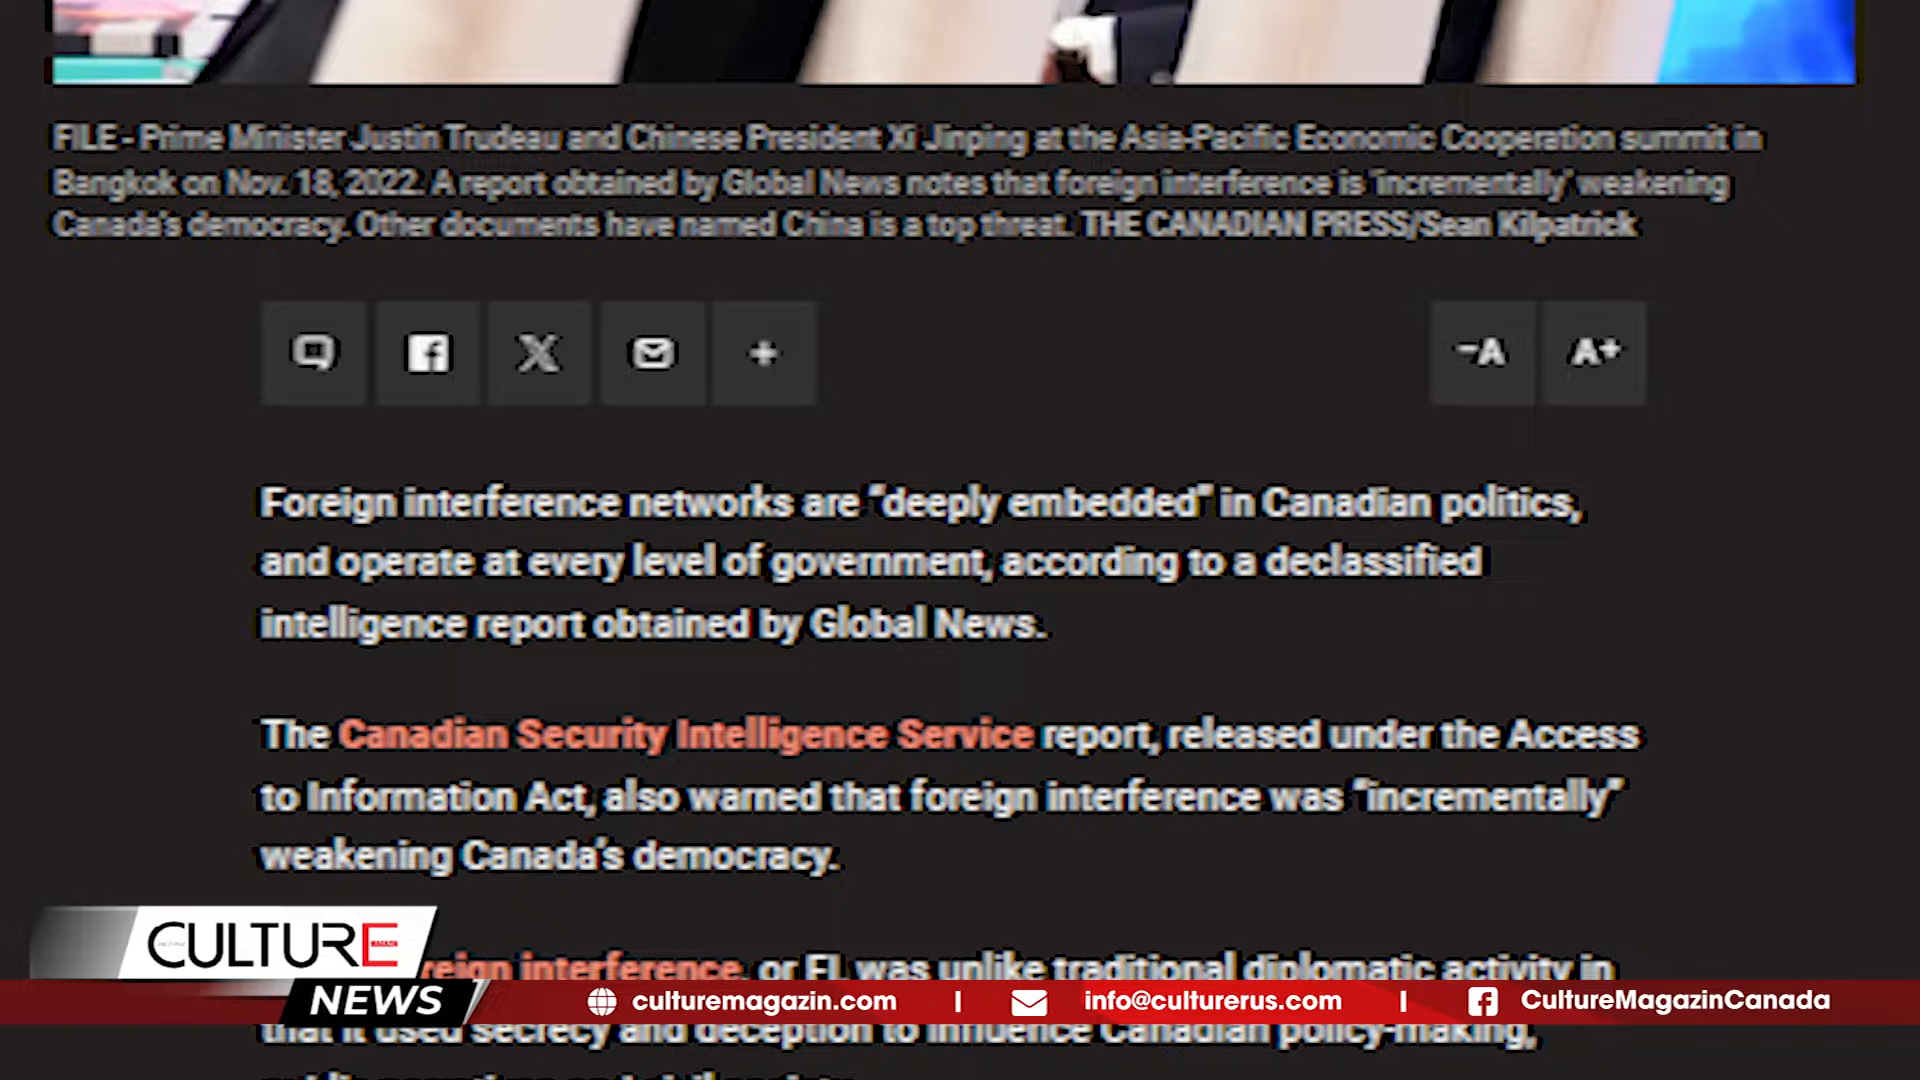 FILE - Prime Minister Justin Trudeau and Chinese President Xi Jinping at the Asia-Pacific Economic Cooperation summit in
Bangkok on Nov. 18, 2022. A report obtained by Global News notes that foreign interference is 'incrementally' weakening
Canada's democracy. Other documents have named China is a top threat. THE CANADIAN PRESS/Sean Kilpatrick
-A A+
Foreign interference networks are "deeply embedded" in Canadian politics,
and operate at every level of government, according to a declassified
intelligence report obtained by Global News.
The Canadian Security Intelligence Service report, released under the Access
to Information Act, also warned that foreign interference was "incrementally"
weakening Canada's democracy.
interference, or FI, was unlike traditional diplomatic activity in
that it used secrecy and deception to influence Canadian policy-making,
CULTURE
MAGAZIN
NEWS
culturemagazin.com | info@culturerus.com | CultureMagazinCanada